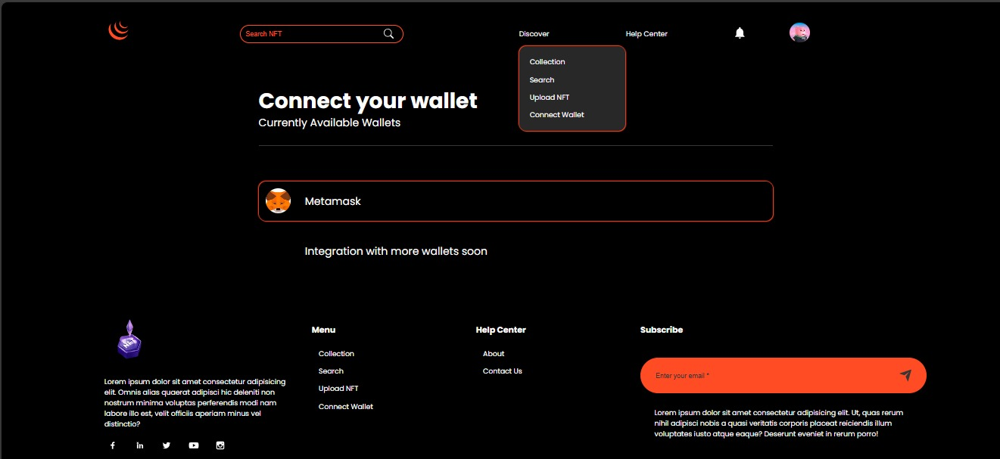 Search NFT
Discover
Help Center
Collection
Search
Upload NFT
Connect Wallet
Connect your wallet
Currently Available Wallets
Metamask
Integration with more wallets soon
NFT
Lorem ipsum dolor sit amet consectetur adipisicing
elit. Omnis alias quaerat adipisci hic deleniti non
nostrum minima voluptas perferendis modi nam
labore illo est, velit officiis aperiam minus vel
distinctio?
Menu
Collection
Search
Upload NFT
Connect Wallet
Help Center
About
Contact Us
Subscribe
Enter your email *
Lorem ipsum dolor sit amet consectetur adipisicing elit. Ut, quas rerum
nihil adipisci nobis a quasi veritatis corporis placeat reiciendis illum
voluptates iusto atque eaque? Deserunt eveniet in rerum porro!